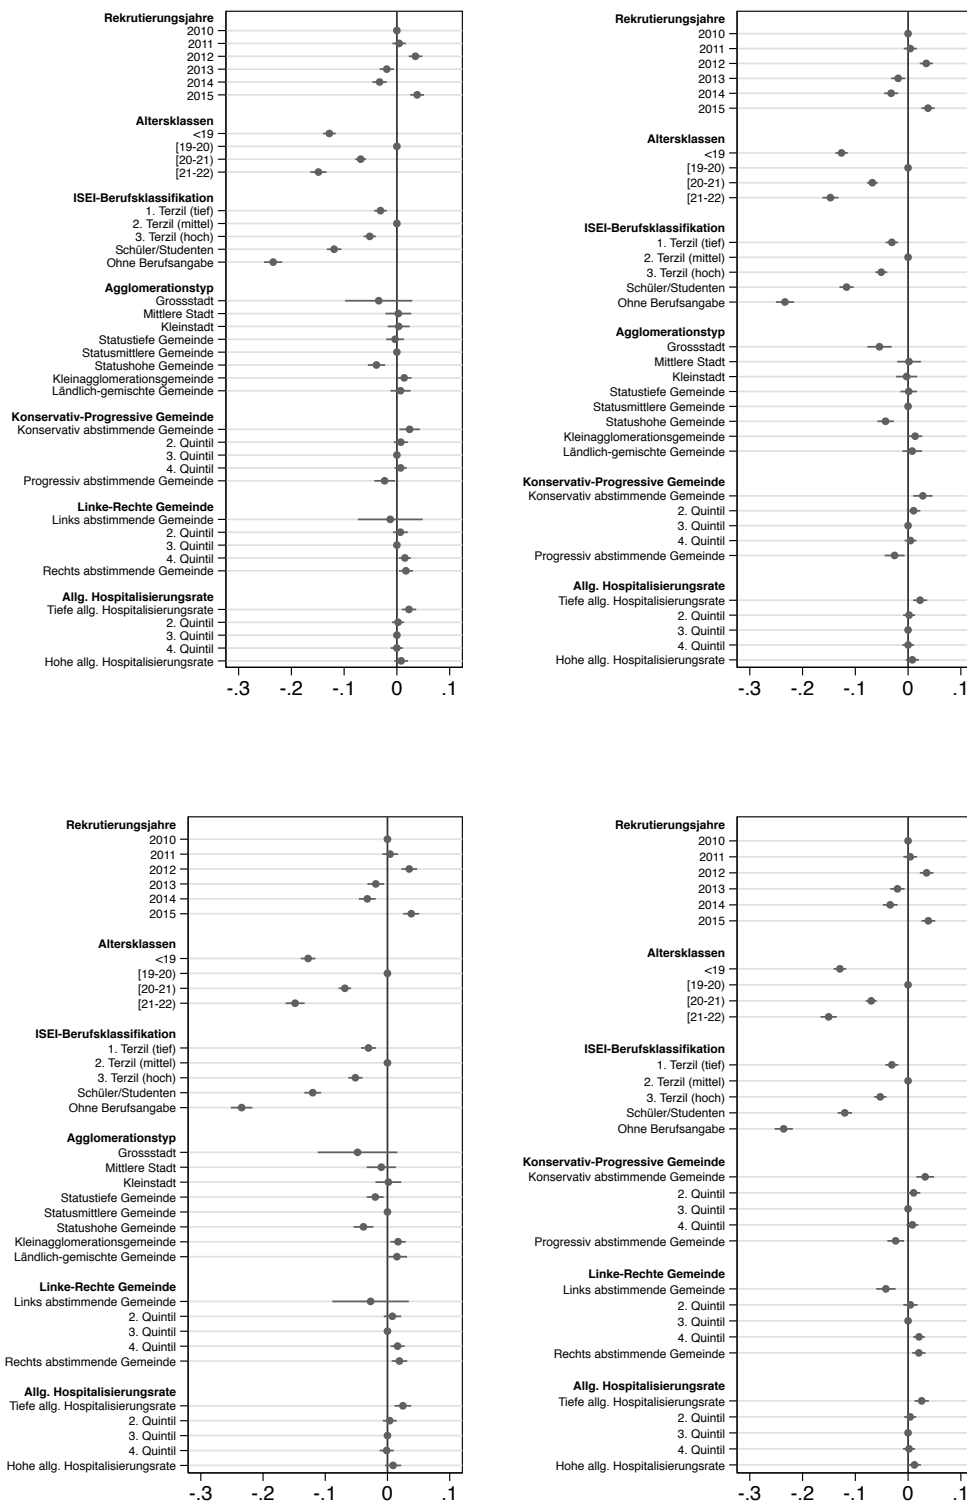 Rekrutierungsjahre
2010
2011
2012
2013
2014
2015
Altersklassen
<19
[19-20)
[20-21)
[21-22)
ISEI-Berufsklassifikation
1. Terzil (tief)
2. Terzil (mittel)
3. Terzil (hoch)
Schüler/Studenten
Ohne Berufsangabe
Agglomerationstyp
Grossstadt
Mittlere Stadt
Kleinstadt
Statustiefe Gemeinde
Statusmittlere Gemeinde
Statushohe Gemeinde
Kleinagglomerationsgemeinde
Ländlich-gemischte Gemeinde
Konservativ-Progressive Gemeinde
Konservativ abstimmende Gemeinde
2. Quintil
3. Quintil
4. Quintil
Progressiv abstimmende Gemeinde
Linke-Rechte Gemeinde
Links abstimmende Gemeinde
2. Quintil
3. Quintil
4. Quintil
Rechts abstimmende Gemeinde
Allg. Hospitalisierungsrate
Tiefe allg. Hospitalisierungsrate
2. Quintil
3. Quintil
4. Quintil
Hohe allg. Hospitalisierungsrate
-.3 -.2 -.1 0 .1
Rekrutierungsjahre
2010
2011
2012
2013
2014
2015
Altersklassen
<19
[19-20)
[20-21)
[21-22)
ISEI-Berufsklassifikation
1. Terzil (tief)
2. Terzil (mittel)
3. Terzil (hoch)
Schüler/Studenten
Ohne Berufsangabe
Agglomerationstyp
Grossstadt
Mittlere Stadt
Kleinstadt
Statustiefe Gemeinde
Statusmittlere Gemeinde
Statushohe Gemeinde
Kleinagglomerationsgemeinde
Ländlich-gemischte Gemeinde
Konservativ-Progressive Gemeinde
Konservativ abstimmende Gemeinde
2. Quintil
3. Quintil
4. Quintil
Progressiv abstimmende Gemeinde
Allg. Hospitalisierungsrate
Tiefe allg. Hospitalisierungsrate
2. Quintil
3. Quintil
4. Quintil
Hohe allg. Hospitalisierungsrate
-.3 -.2 -.1 0 .1
Rekrutierungsjahre
2010
2011
2012
2013
2014
2015
Altersklassen
<19
[19-20)
[20-21)
[21-22)
ISEI-Berufsklassifikation
1. Terzil (tief)
2. Terzil (mittel)
3. Terzil (hoch)
Schüler/Studenten
Ohne Berufsangabe
Agglomerationstyp
Grossstadt
Mittlere Stadt
Kleinstadt
Statustiefe Gemeinde
Statusmittlere Gemeinde
Statushohe Gemeinde
Kleinagglomerationsgemeinde
Ländlich-gemischte Gemeinde
Linke-Rechte Gemeinde
Links abstimmende Gemeinde
2. Quintil
3. Quintil
4. Quintil
Rechts abstimmende Gemeinde
Allg. Hospitalisierungsrate
Tiefe allg. Hospitalisierungsrate
2. Quintil
3. Quintil
4. Quintil
Hohe allg. Hospitalisierungsrate
-.3 -.2 -.1 0 .1
Rekrutierungsjahre
2010
2011
2012
2013
2014
2015
Altersklassen
<19
[19-20)
[20-21)
[21-22)
ISEI-Berufsklassifikation
1. Terzil (tief)
2. Terzil (mittel)
3. Terzil (hoch)
Schüler/Studenten
Ohne Berufsangabe
Konservativ-Progressive Gemeinde
Konservativ abstimmende Gemeinde
2. Quintil
3. Quintil
4. Quintil
Progressiv abstimmende Gemeinde
Linke-Rechte Gemeinde
Links abstimmende Gemeinde
2. Quintil
3. Quintil
4. Quintil
Rechts abstimmende Gemeinde
Allg. Hospitalisierungsrate
Tiefe allg. Hospitalisierungsrate
2. Quintil
3. Quintil
4. Quintil
Hohe allg. Hospitalisierungsrate
-.3 -.2 -.1 0 .1